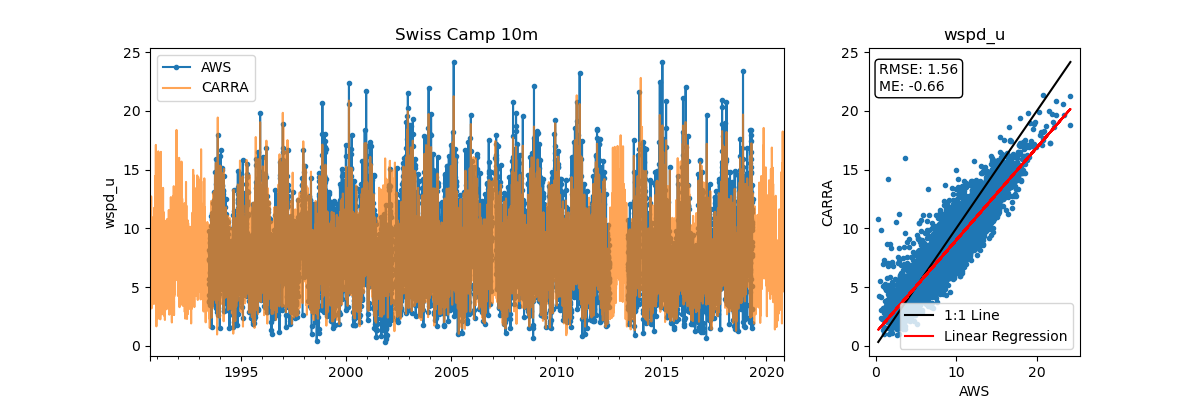 Swiss Camp 10m
wspd_u
25
20
15
10
5
0
AWS
CARRA
1995
2000
2005
2010
2015
2020
wspd_u
CARRA
25
20
15
10
5
0
RMSE: 1.56
ME: -0.66
1:1 Line
Linear Regression
0
10
20
AWS